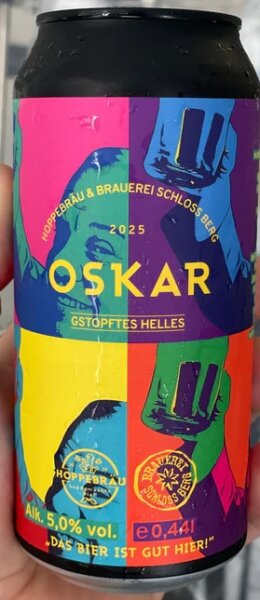 HOPPEBRÄU & BRAUEREI SCHLOSS BERG
2025
OSKAR
GSTOPFTES HELLES
HOPPEBRÄU
BRAUEREI
SCHLOSS BERG
Alk. 5,0% vol.
e 0,44l
„DAS BIER IST GUT HIER!"